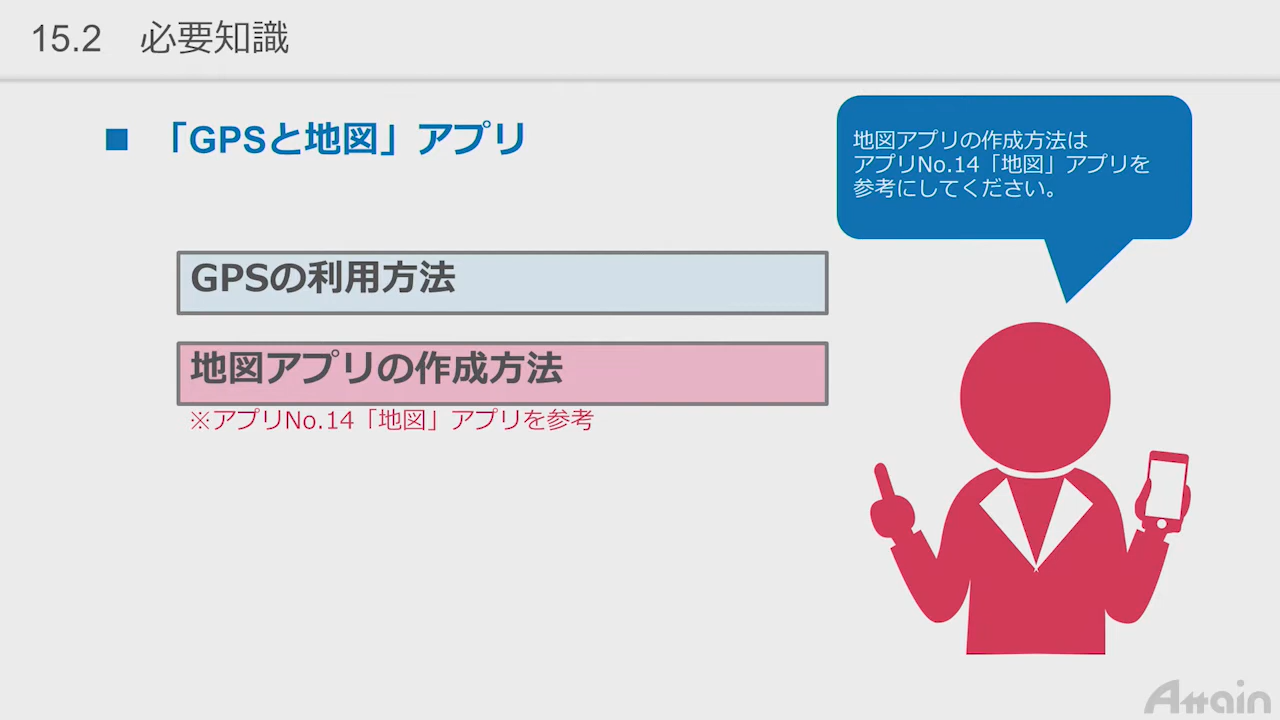 15.2 必要知識
■ 「GPSと地図」アプリ
地図アプリの作成方法は
アプリNo.14「地図」アプリを
参考にしてください。
GPSの利用方法
地図アプリの作成方法
※アプリNo.14「地図」アプリを参考
Attain